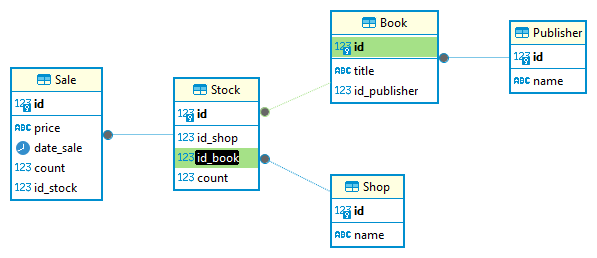 Sale
123 id
ABC price
date_sale
123 count
123 id_stock
Stock
123 id
123 id_shop
123 id_book
123 count
Book
123 id
ABC title
123 id_publisher
Publisher
123 id
ABC name
Shop
123 id
ABC name